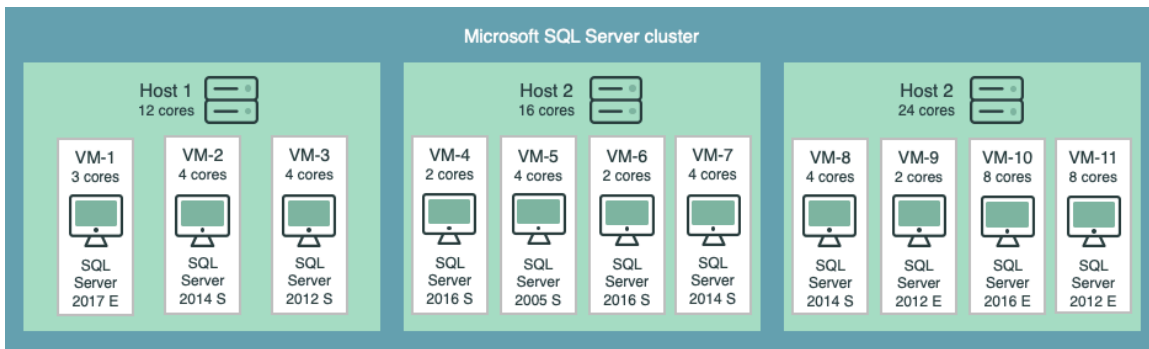 Microsoft SQL Server cluster
Host 1
12 cores
VM-1
3 cores
SQL
Server
2017 E
VM-2
4 cores
SQL
Server
2014 S
VM-3
4 cores
SQL
Server
2012 S
Host 2
16 cores
VM-4
2 cores
SQL
Server
2016 S
VM-5
4 cores
SQL
Server
2005 S
VM-6
2 cores
SQL
Server
2016 S
VM-7
4 cores
SQL
Server
2014 S
Host 2
24 cores
VM-8
4 cores
SQL
Server
2014 S
VM-9
2 cores
SQL
Server
2012 E
VM-10
8 cores
SQL
Server
2016 E
VM-11
8 cores
SQL
Server
2012 E